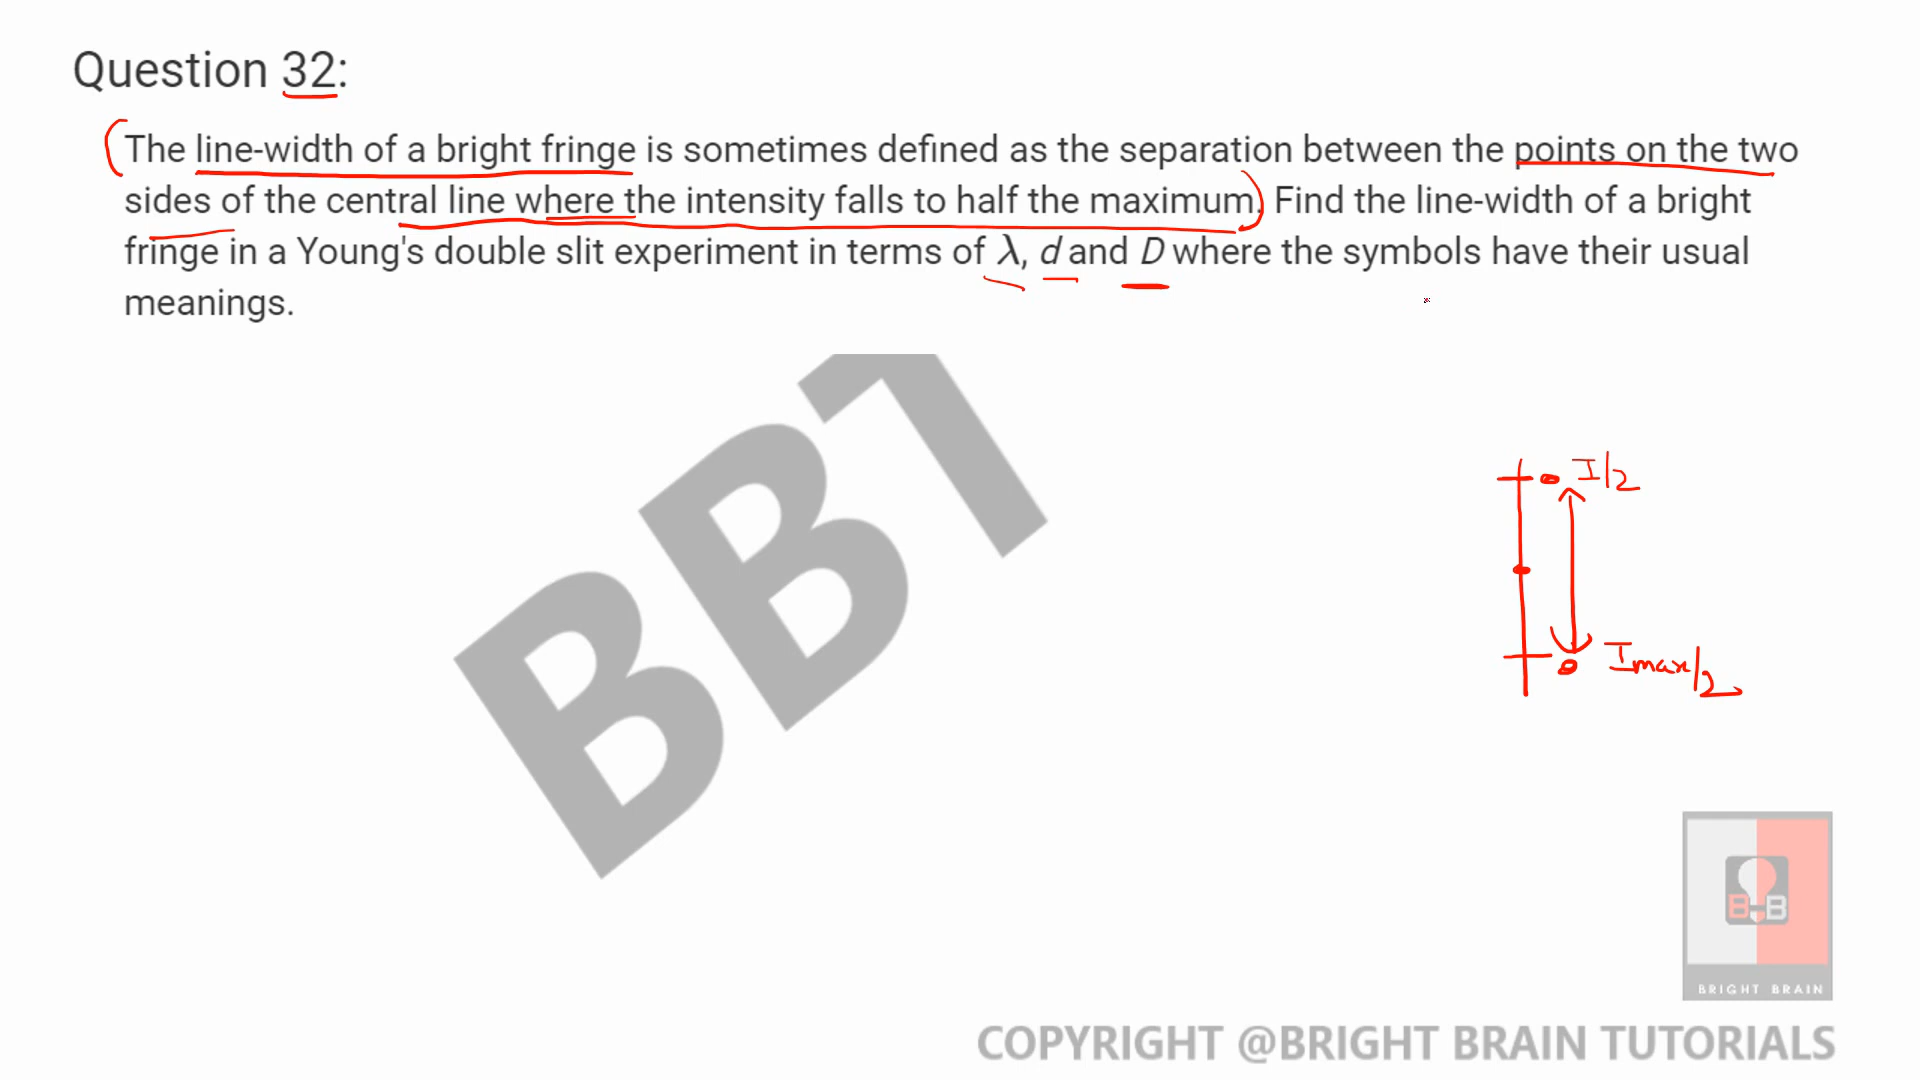 Question 32:
The line-width of a bright fringe is sometimes defined as the separation between the points on the two
sides of the central line where the intensity falls to half the maximum. Find the line-width of a bright
fringe in a Young's double slit experiment in terms of λ, d and D where the symbols have their usual
meanings.
BBT
I/2
Imax/2
B B
BRIGHT BRAIN
COPYRIGHT @BRIGHT BRAIN TUTORIALS